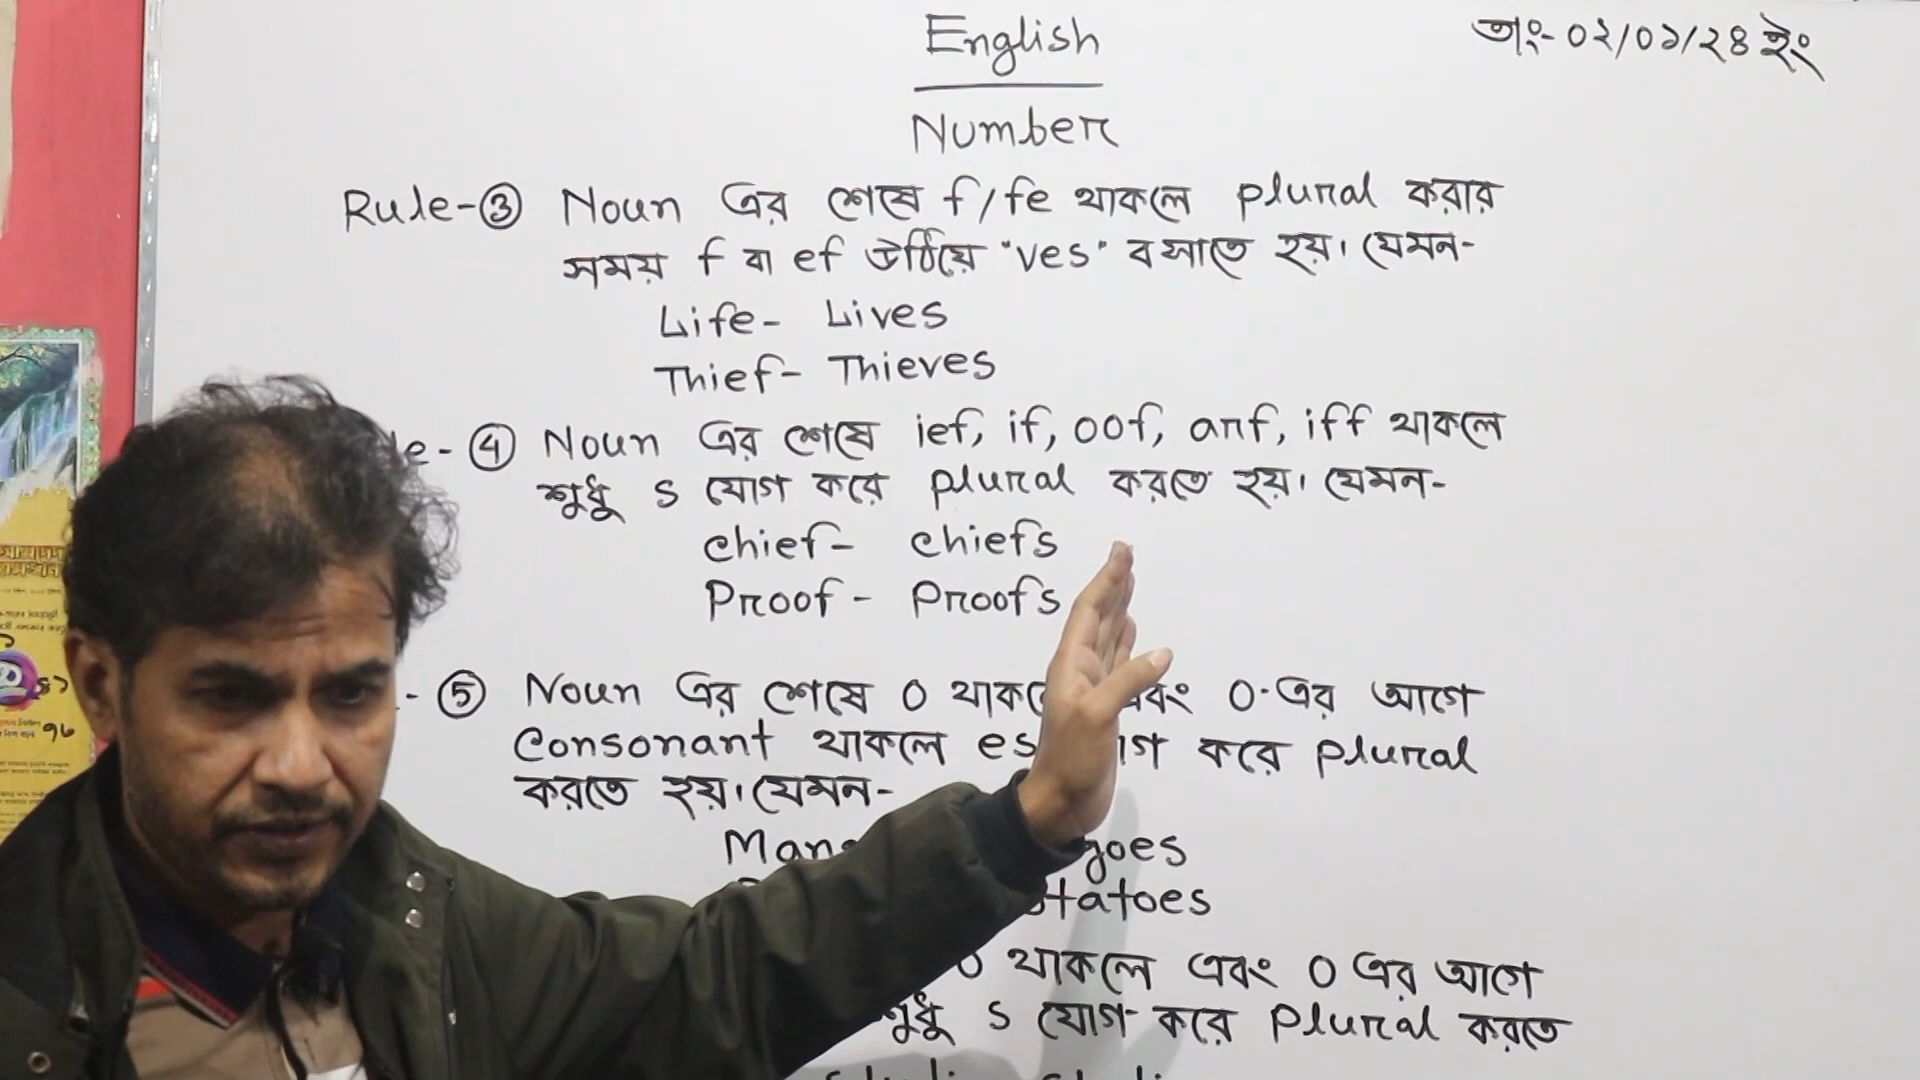 English
তাং- ০২/০১/২৪ ইং
Number
Rule-③ Noun এর শেষে f/fe থাকলে plural করার
সময় f বা ef উঠিয়ে "ves" বসাতে হয়। যেমন-
Life- Lives
Thief- Thieves
e-④ Noun এর শেষে ief, if, oof, arf, iff থাকলে
শুধু s যোগ করে plural করতে হয়। যেমন-
chief- chiefs
Proof- Proofs
-⑤ Noun এর শেষে O থাকলে এবং O-এর আগে
Consonant থাকলে es যোগ করে plural
করতে হয়। যেমন-
Mang goes
tatoes
O থাকলে এবং O এর আগে
শুধু s যোগ করে Plural করতে